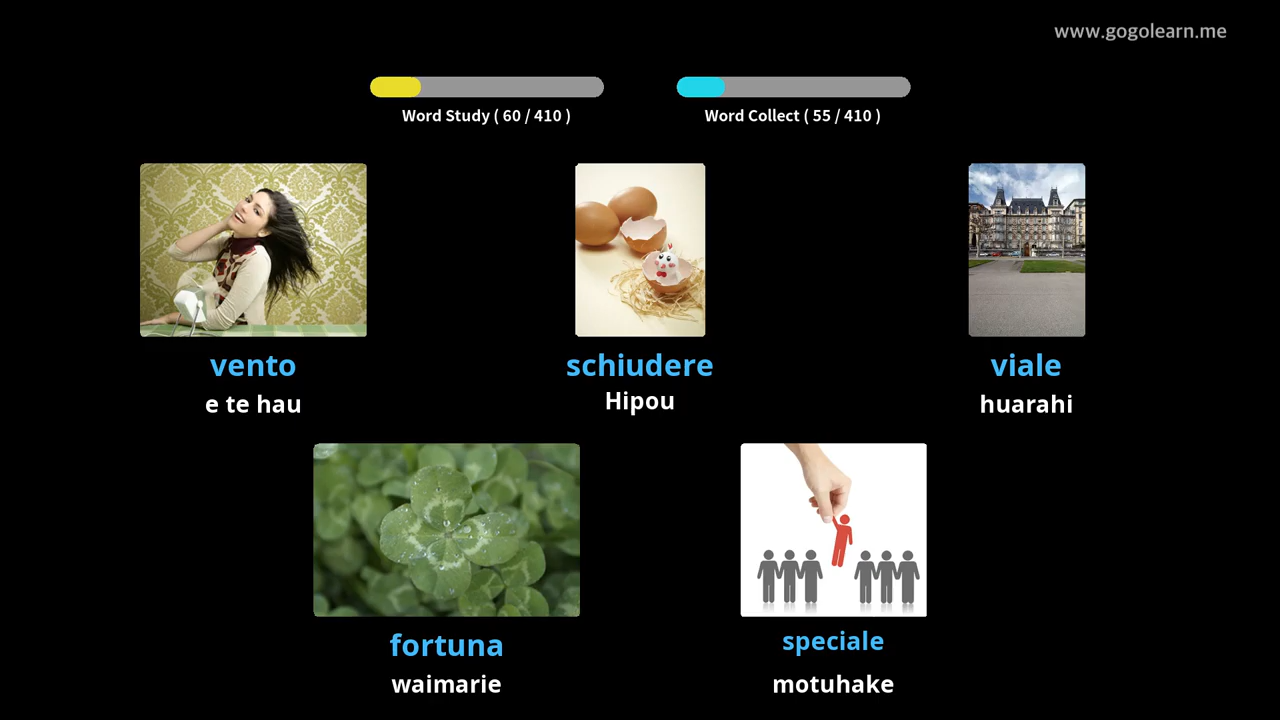 www.gogolearn.me
Word Study ( 60 / 410 )
Word Collect ( 55 / 410 )
vento
e te hau
schiudere
Hipou
viale
huarahi
fortuna
waimarie
speciale
motuhake